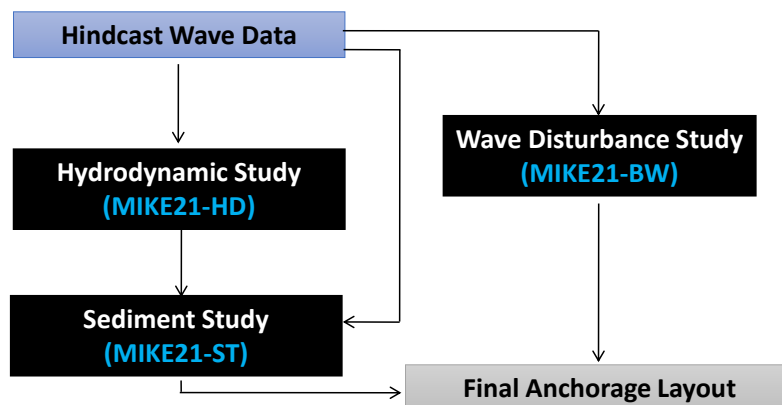 Hindcast Wave Data
Hydrodynamic Study
(MIKE21-HD)
Wave Disturbance Study
(MIKE21-BW)
Sediment Study
(MIKE21-ST)
Final Anchorage Layout